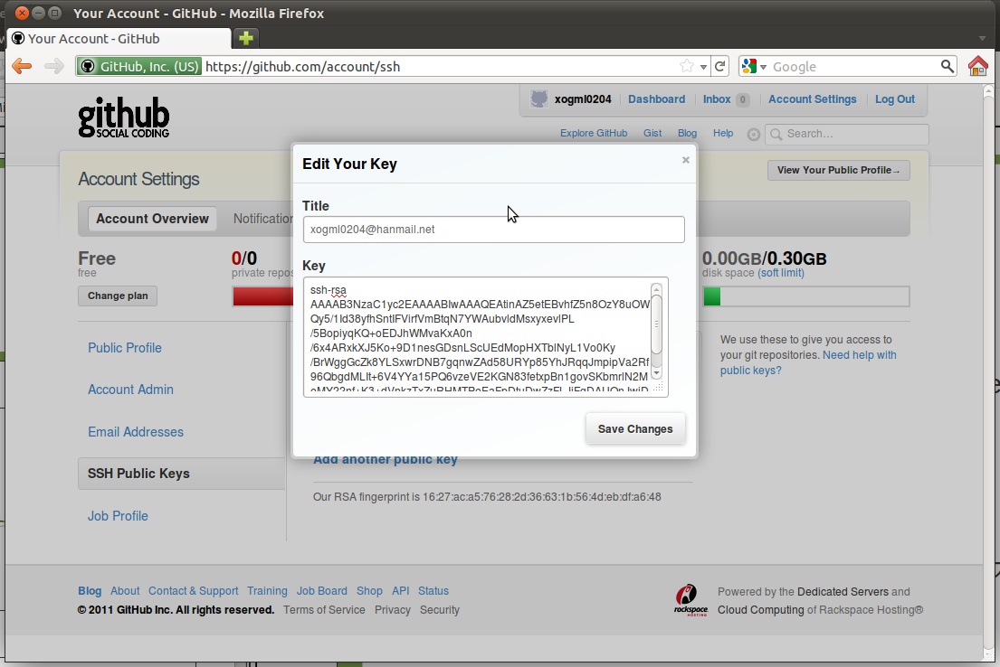 Your Account - GitHub - Mozilla Firefox
Your Account - GitHub
GitHub, Inc. (US) https://github.com/account/ssh Google
github
SOCIAL CODING
xogml0204 Dashboard Inbox 0 Account Settings Log Out
Explore GitHub Gist Blog Help Search...
Account Settings
View Your Public Profile→
Account Overview Notification
Free
free
Change plan
0/0
private repos
0.00GB/0.30GB
disk space (soft limit)
Public Profile
Account Admin
Email Addresses
SSH Public Keys
Job Profile
Edit Your Key ×
Title
xogml0204@hanmail.net
Key
ssh-rsa
AAAAB3NzaC1yc2EAAAABIwAAAQEAtinAZ5etEBvhfZ5n8OzY8uOW
Qy5/1Id38yfhSntIFVirfVmBtqN7YWAubvldMsxyxevlPL
/5BopiyqKQ+oEDJhWMvaKxA0n
/6x4ARxkXJ5Ko+9D1nesGDsnLScUEdMopHXTblNyL1Vo0Ky
/BrWggGcZk8YLSxwrDNB7gqnwZAd58URYp85YhJRqqJmpipVa2Rf
96QbgdMLIt+6V4YYa15PQ6vzeVE2KGN83fetxpBn1govSKbmrlN2M
Save Changes
We use these to give you access to
your git repositories. Need help with
public keys?
Add another public key
Our RSA fingerprint is 16:27:ac:a5:76:28:2d:36:63:1b:56:4d:eb:df:a6:48
Blog About Contact & Support Training Job Board Shop API Status
© 2011 GitHub Inc. All rights reserved. Terms of Service Privacy Security
rackspace
HOSTING
Powered by the Dedicated Servers and
Cloud Computing of Rackspace Hosting®